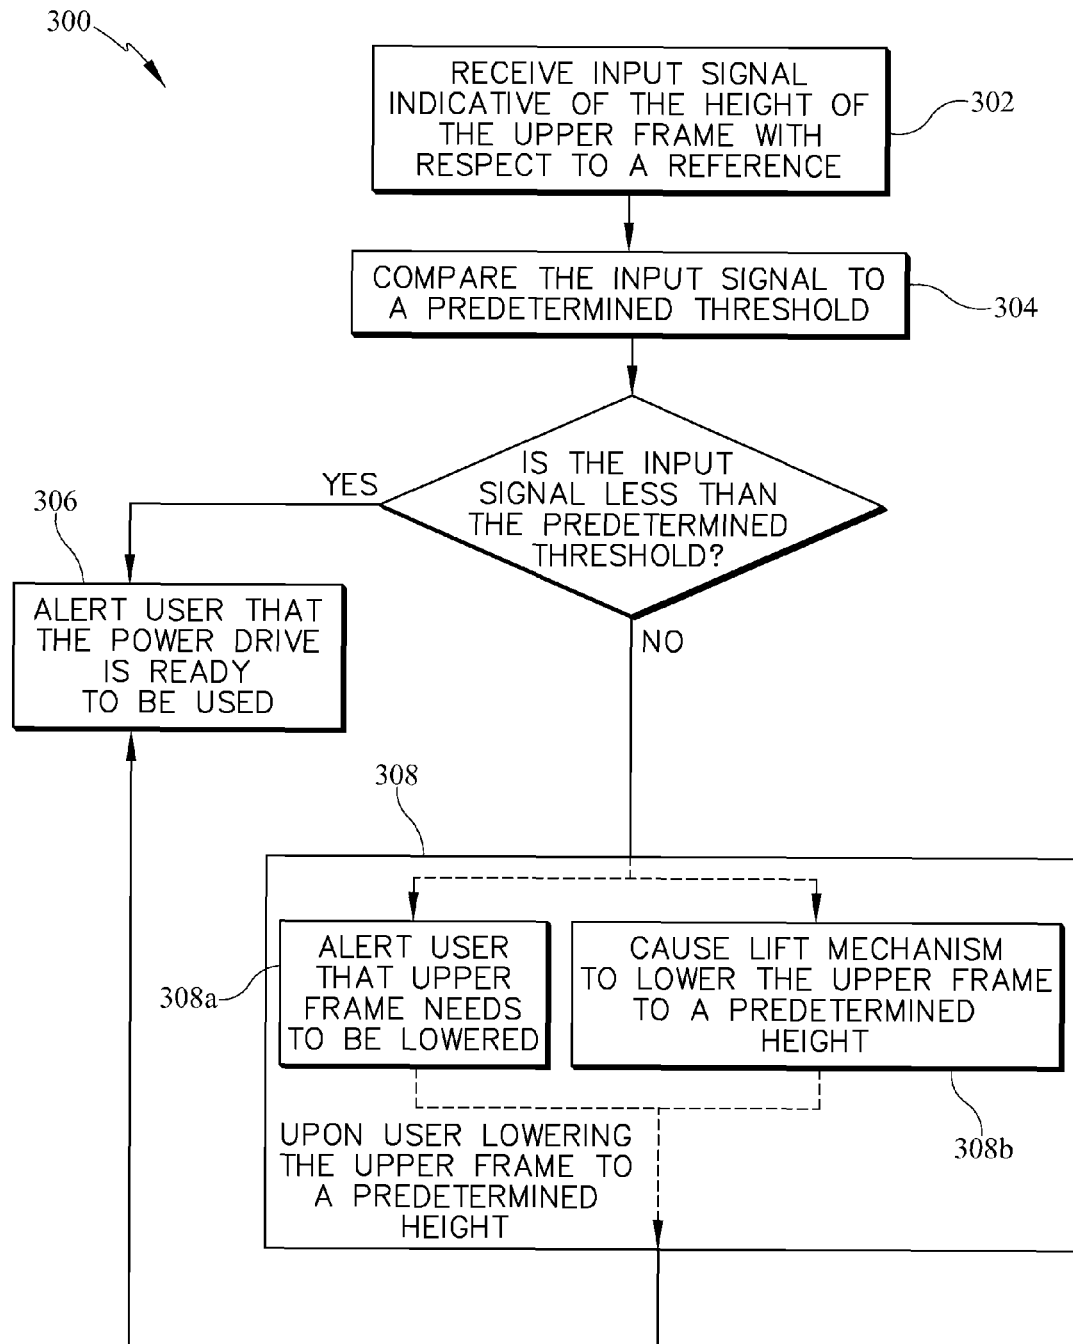 300
RECEIVE INPUT SIGNAL
INDICATIVE OF THE HEIGHT OF
THE UPPER FRAME WITH
RESPECT TO A REFERENCE
302
COMPARE THE INPUT SIGNAL TO
A PREDETERMINED THRESHOLD
304
IS THE INPUT
SIGNAL LESS THAN
THE PREDETERMINED
THRESHOLD?
YES
306
ALERT USER THAT
THE POWER DRIVE
IS READY
TO BE USED
NO
308
ALERT USER
THAT UPPER
FRAME NEEDS
TO BE LOWERED
308a
CAUSE LIFT MECHANISM
TO LOWER THE UPPER FRAME
TO A PREDETERMINED
HEIGHT
308b
UPON USER LOWERING
THE UPPER FRAME TO
A PREDETERMINED
HEIGHT